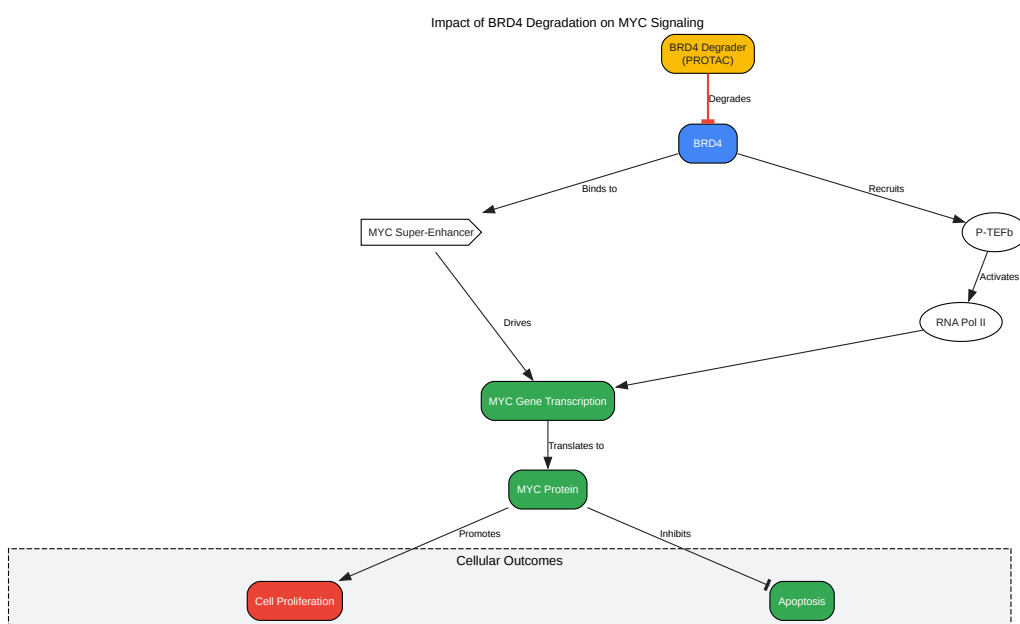 Impact of BRD4 Degradation on MYC Signaling
BRD4 Degrader
(PROTAC)
Degrades
BRD4
Binds to
Recruits
MYC Super-Enhancer
P-TEFb
Activates
Drives
RNA Pol II
MYC Gene Transcription
Translates to
MYC Protein
Promotes
Inhibits
Cellular Outcomes
Cell Proliferation
Apoptosis